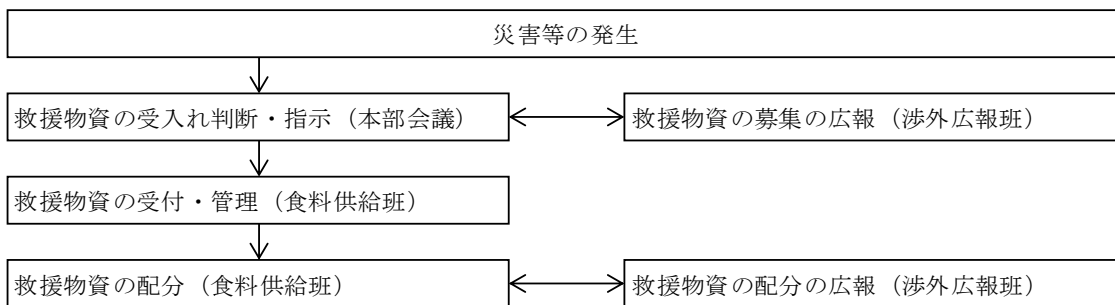 災害等の発生
救援物資の受入れ判断・指示（本部会議）
救援物資の募集の広報（渉外広報班）
救援物資の受付・管理（食料供給班）
救援物資の配分（食料供給班）
救援物資の配分の広報（渉外広報班）